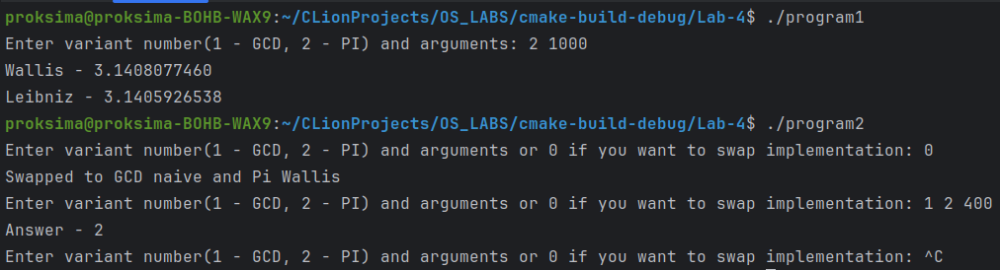 proksima@proksima-BOHB-WAX9:~/CLionProjects/OS_LABS/cmake-build-debug/Lab-4$ ./program1
Enter variant number(1 - GCD, 2 - PI) and arguments: 2 1000
Wallis - 3.1408077460
Leibniz - 3.1405926538
proksima@proksima-BOHB-WAX9:~/CLionProjects/OS_LABS/cmake-build-debug/Lab-4$ ./program2
Enter variant number(1 - GCD, 2 - PI) and arguments or 0 if you want to swap implementation: 0
Swapped to GCD naive and Pi Wallis
Enter variant number(1 - GCD, 2 - PI) and arguments or 0 if you want to swap implementation: 1 2 400
Answer - 2
Enter variant number(1 - GCD, 2 - PI) and arguments or 0 if you want to swap implementation: ^C